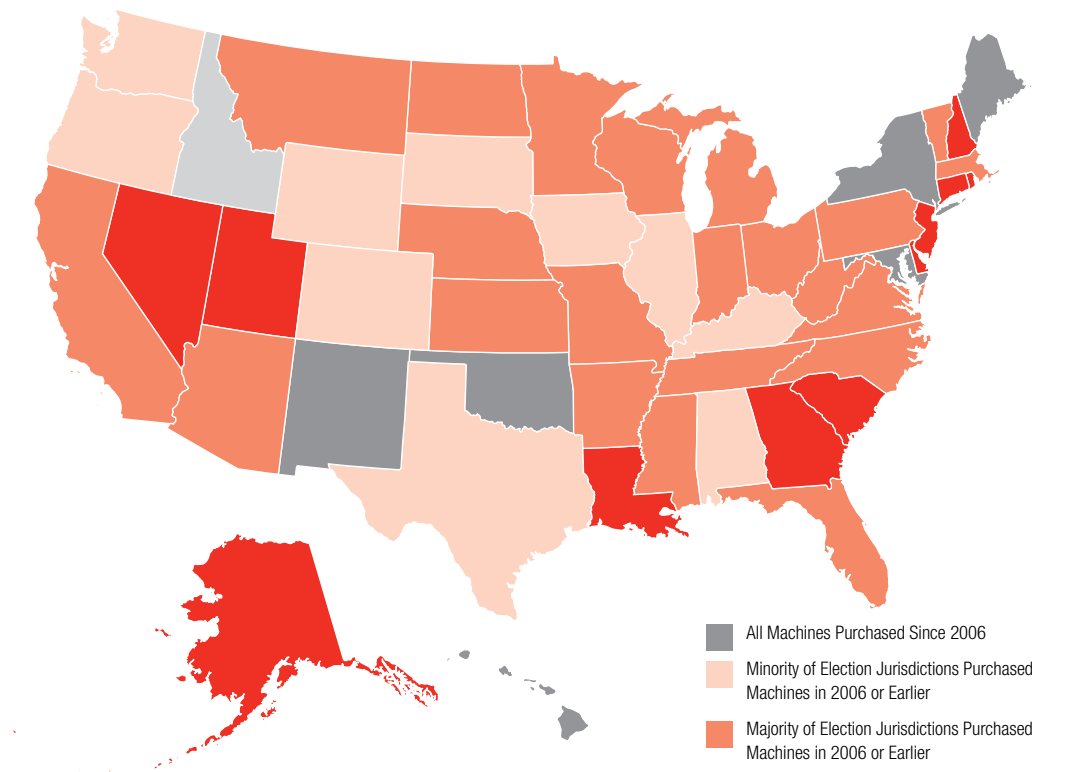 All Machines Purchased Since 2006
Minority of Election Jurisdictions Purchased
Machines in 2006 or Earlier
Majority of Election Jurisdictions Purchased
Machines in 2006 or Earlier